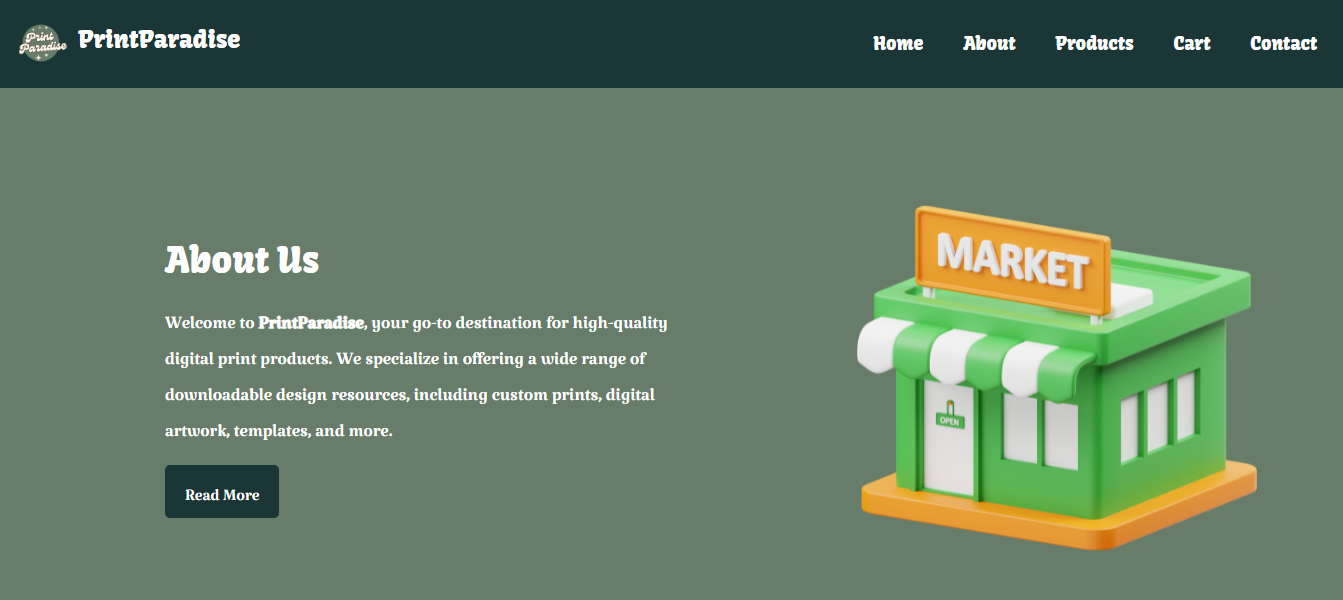 Print
Paradise
PrintParadise
Home About Products Cart Contact
About Us
Welcome to PrintParadise, your go-to destination for high-quality
digital print products. We specialize in offering a wide range of
downloadable design resources, including custom prints, digital
artwork, templates, and more.
Read More
MARKET
OPEN